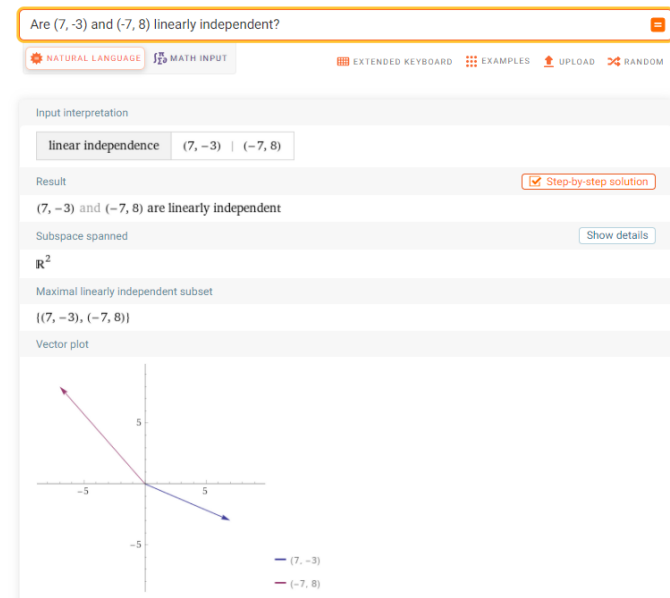 Are (7, -3) and (-7, 8) linearly independent?
NATURAL LANGUAGE MATH INPUT EXTENDED KEYBOARD EXAMPLES UPLOAD RANDOM
Input interpretation
linear independence (7, −3) | (−7, 8)
Result Step-by-step solution
(7, −3) and (−7, 8) are linearly independent
Subspace spanned Show details
ℝ²
Maximal linearly independent subset
{(7, −3), (−7, 8)}
Vector plot
5
−5 5
−5
(7, −3)
(−7, 8)